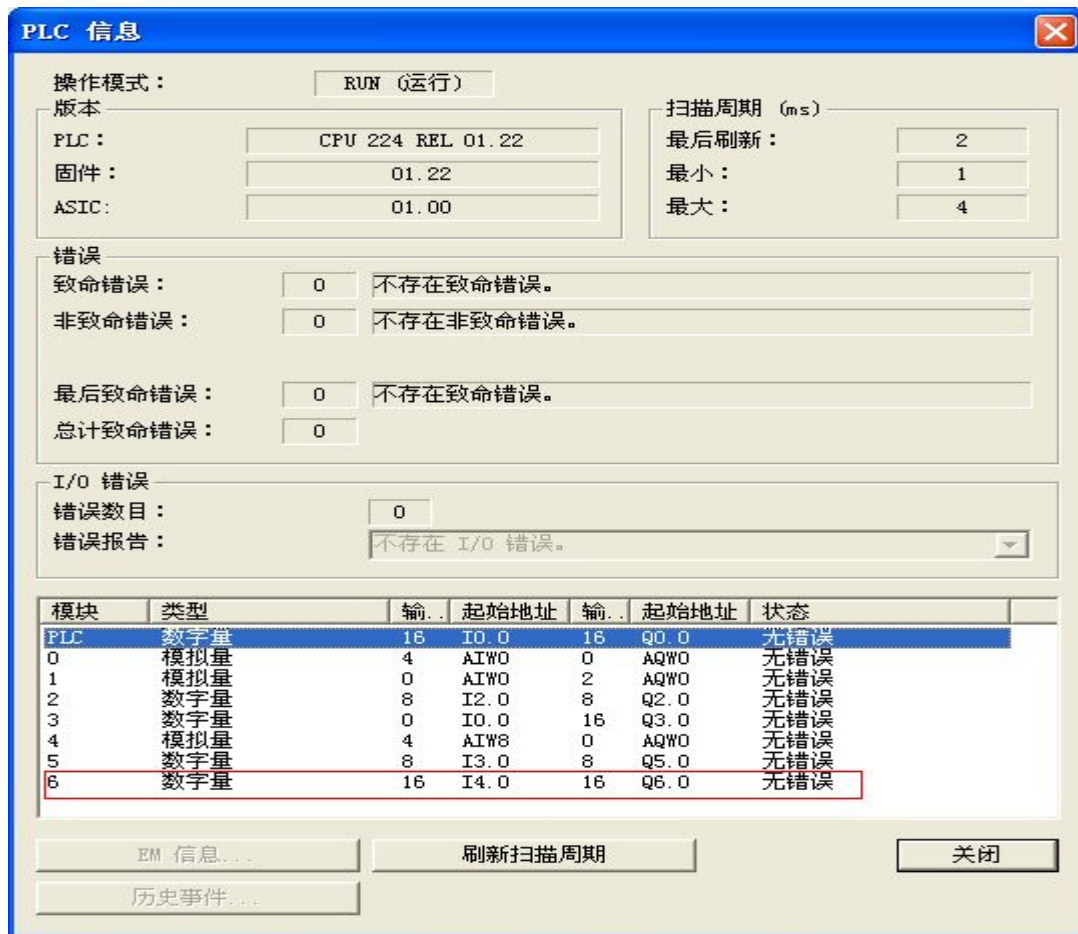 PLC 信息
操作模式： RUN (运行)
版本
PLC： CPU 224 REL 01.22
固件： 01.22
ASIC: 01.00
扫描周期 (ms)
最后刷新： 2
最小： 1
最大： 4
错误
致命错误： 0 不存在致命错误。
非致命错误： 0 不存在非致命错误。
最后致命错误： 0 不存在致命错误。
总计致命错误： 0
I/O 错误
错误数目： 0
错误报告： 不存在 I/O 错误。
模块 类型 输.. 起始地址 输.. 起始地址 状态
PLC 数字量 16 I0.0 16 Q0.0 无错误
0 模拟量 4 AIW0 0 AQW0 无错误
1 模拟量 0 AIW0 2 AQW0 无错误
2 数字量 8 I2.0 8 Q2.0 无错误
3 数字量 0 I0.0 16 Q3.0 无错误
4 模拟量 4 AIW8 0 AQW0 无错误
5 数字量 8 I3.0 8 Q5.0 无错误
6 数字量 16 I4.0 16 Q6.0 无错误
EM 信息... 刷新扫描周期 关闭
历史事件...